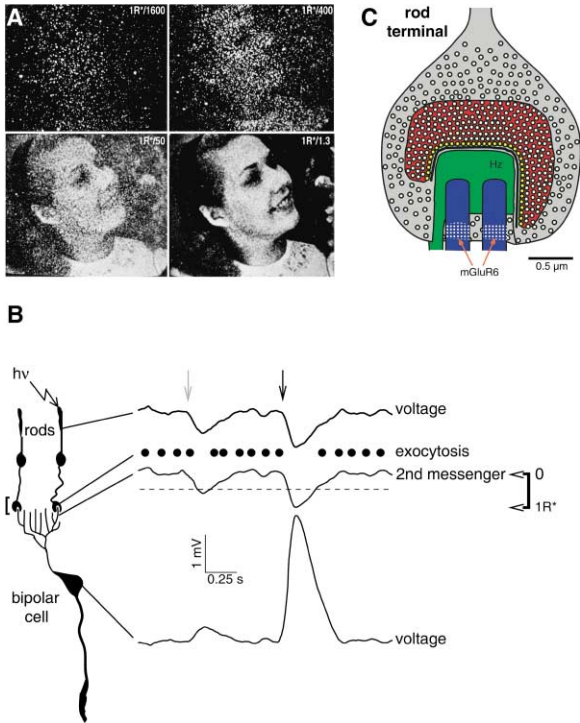 A
1R*/1600
1R*/400
1R*/50
1R*/1.3
C
rod
terminal
Hz
mGluR6
0.5 μm
B
hν
rods
voltage
exocytosis
2nd messenger
0
1R*
1 mV
0.25 s
bipolar
cell
voltage